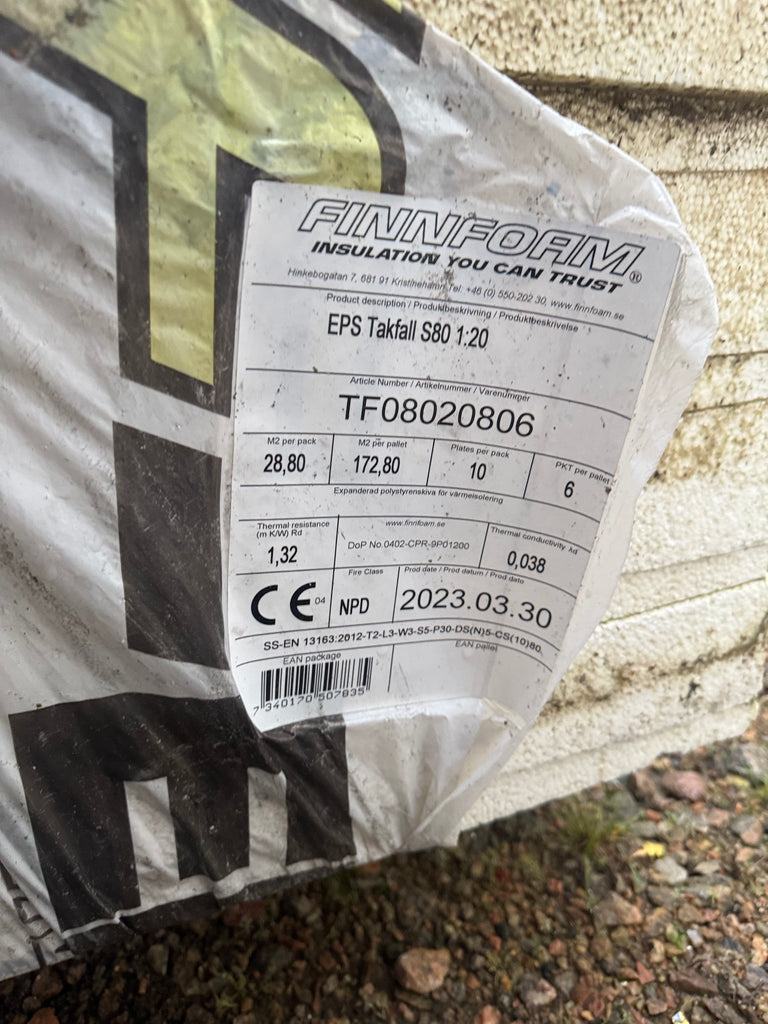 FINNFOAM®
INSULATION YOU CAN TRUST
Hinkebogatan 7, 681 91 Kristinehamn Tel: +46 (0) 550-202 30, www.finnfoam.se
Product description / Produktbeskrivning / Produktbeskrivelse
EPS Takfall S80 1:20
Article Number / Artikelnummer / Varenummer
TF08020806
M2 per pack
28,80
M2 per pallet
172,80
Plates per pack
10
PKT per pallet
6
Expanderad polystyrenskiva för värmeisolering
Thermal resistance
(m K/W) Rd
1,32
www.finnfoam.se
DoP No.0402-CPR-9P01200
Thermal conductivity λd
0,038
CE 04
Fire Class
NPD
Prod date / Prod datum / Prod dato
2023.03.30
SS-EN 13163:2012-T2-L3-W3-S5-P30-DS(N)5-CS(10)80
EAN package
7 340170 507835
EAN pallet